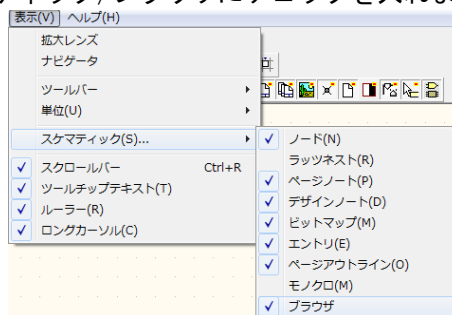 表示(V) ヘルプ(H)
拡大レンズ
ナビゲータ
ツールバー
単位(U)
スケマティック(S)...
スクロールバー Ctrl+R
ツールチップテキスト(T)
ルーラー(R)
ロングカーソル(C)
ノード(N)
ラッツネスト(R)
ページノート(P)
デザインノート(D)
ビットマップ(M)
エントリ(E)
ページアウトライン(O)
モノクロ(M)
ブラウザ